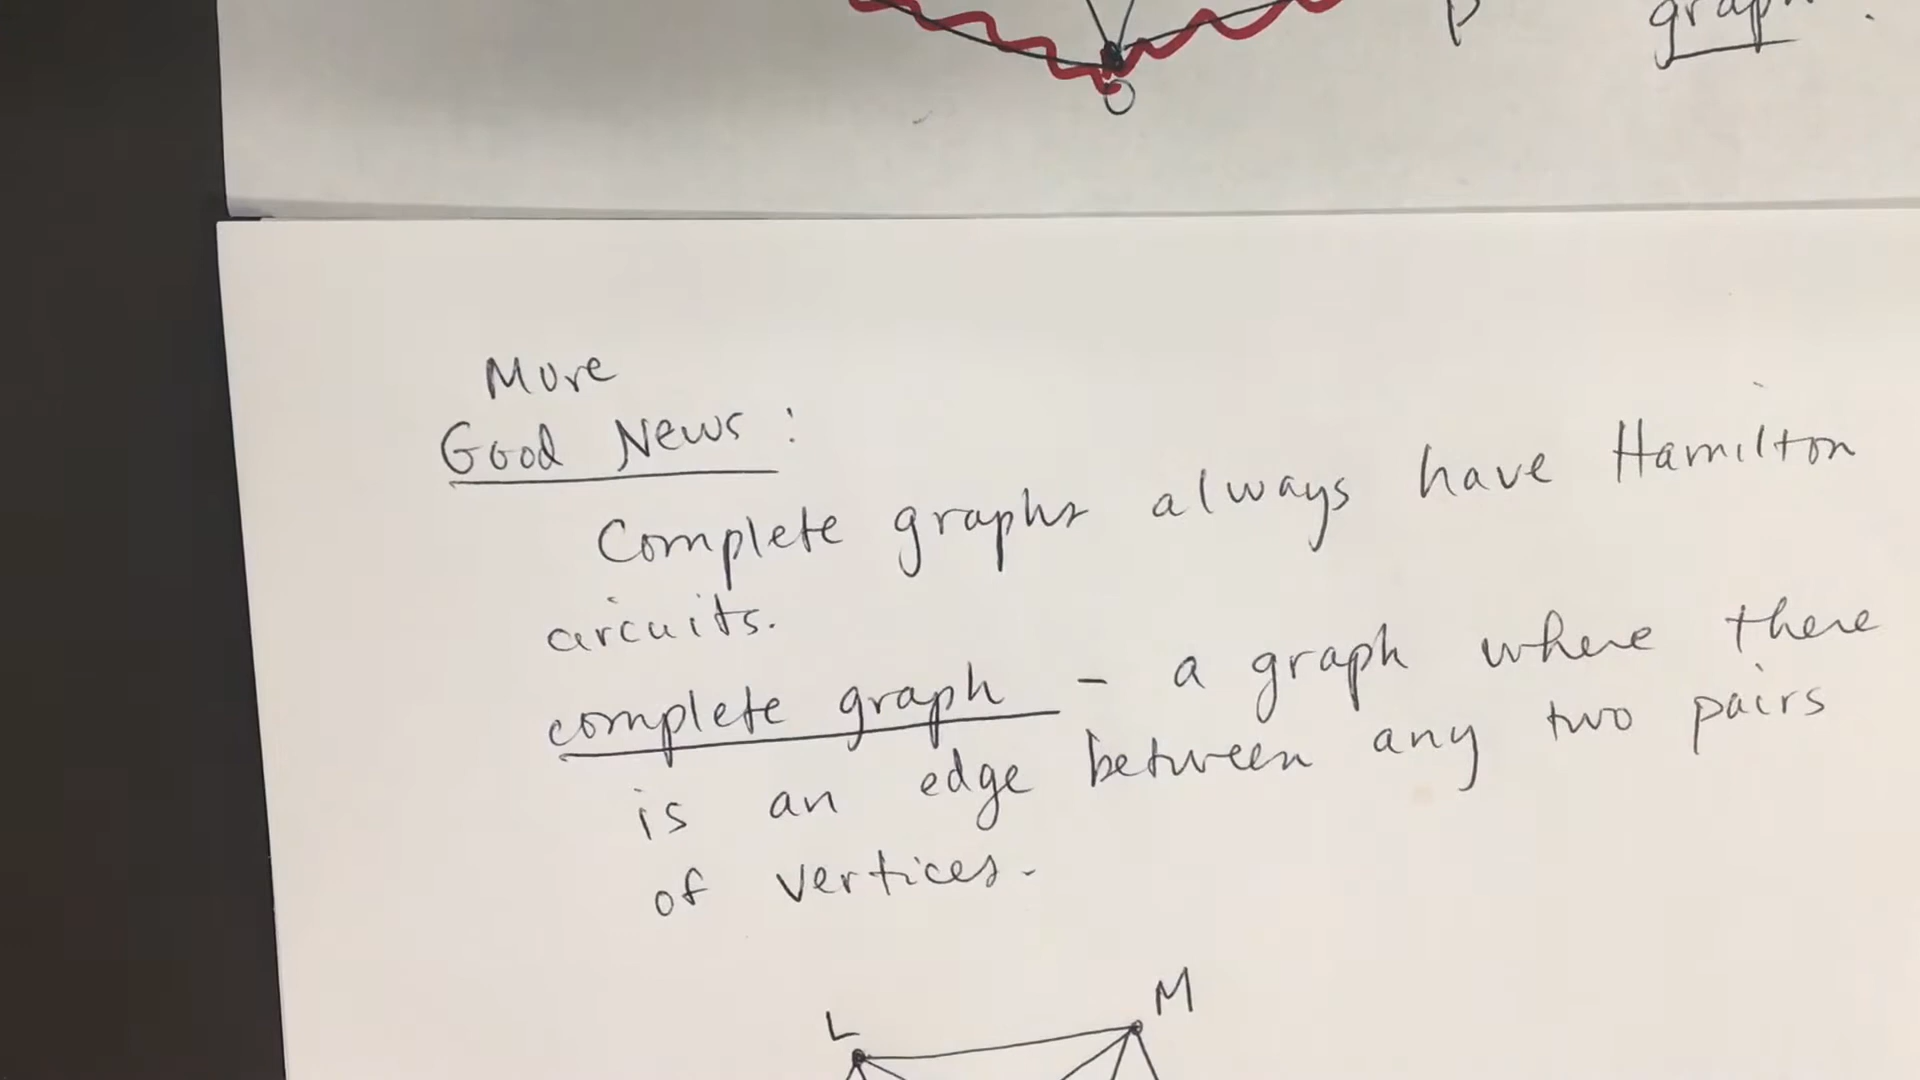 P graph.
O
More
Good News:
Complete graphs always have Hamilton
circuits.
complete graph - a graph where there
is an edge between any two pairs
of vertices.
L M